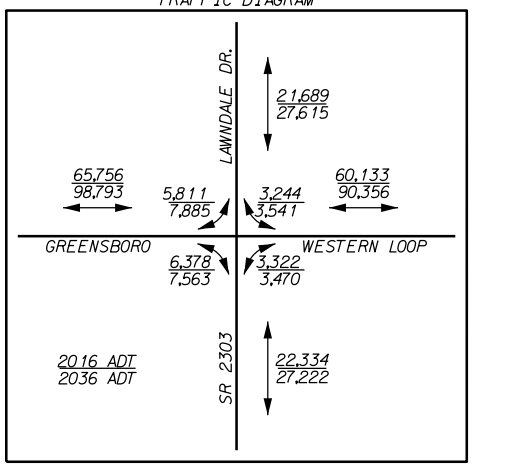 TRAFFIC DIAGRAM
LAWNDALE DR.
21,689
27,615
65,756
98,793
5,811
7,885
3,244
3,541
60,133
90,356
GREENSBORO
WESTERN LOOP
6,378
7,563
3,322
3,470
2016 ADT
2036 ADT
SR 2303
22,334
27,222